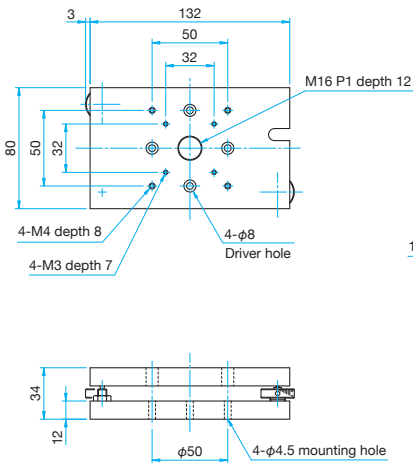 3
132
50
32
M16 P1 depth 12
80
50
32
4-M4 depth 8
4-φ8
Driver hole
4-M3 depth 7
1
34
12
φ50
4-φ4.5 mounting hole